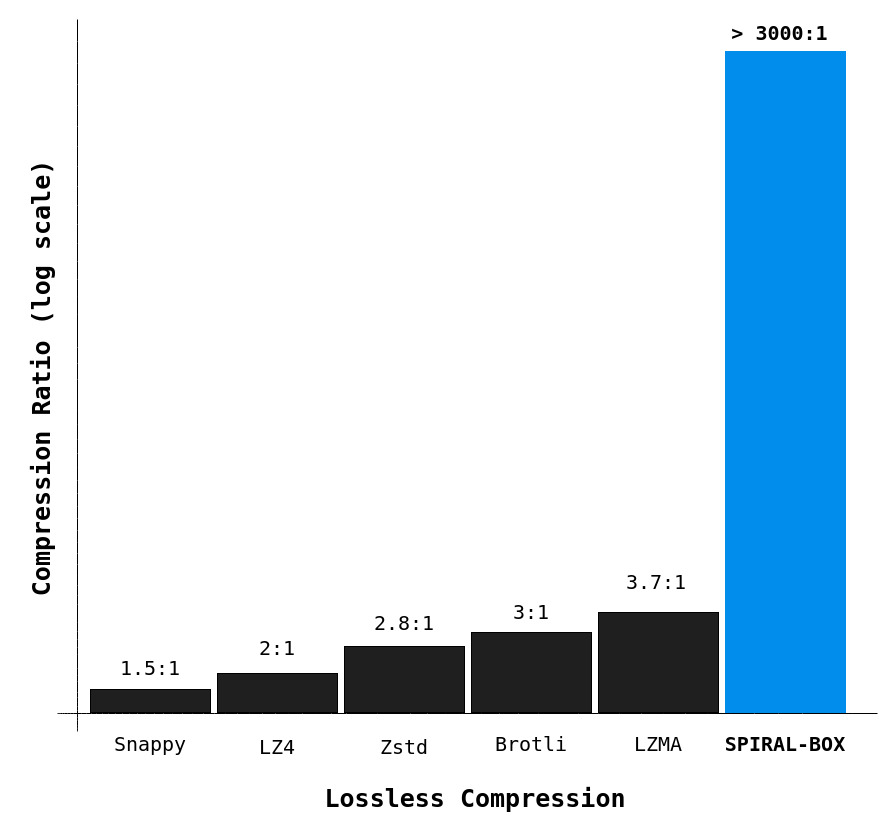 > 3000:1
Compression Ratio (log scale)
3.7:1
3:1
2.8:1
2:1
1.5:1
Snappy
LZ4
Zstd
Brotli
LZMA
SPIRAL-BOX
Lossless Compression